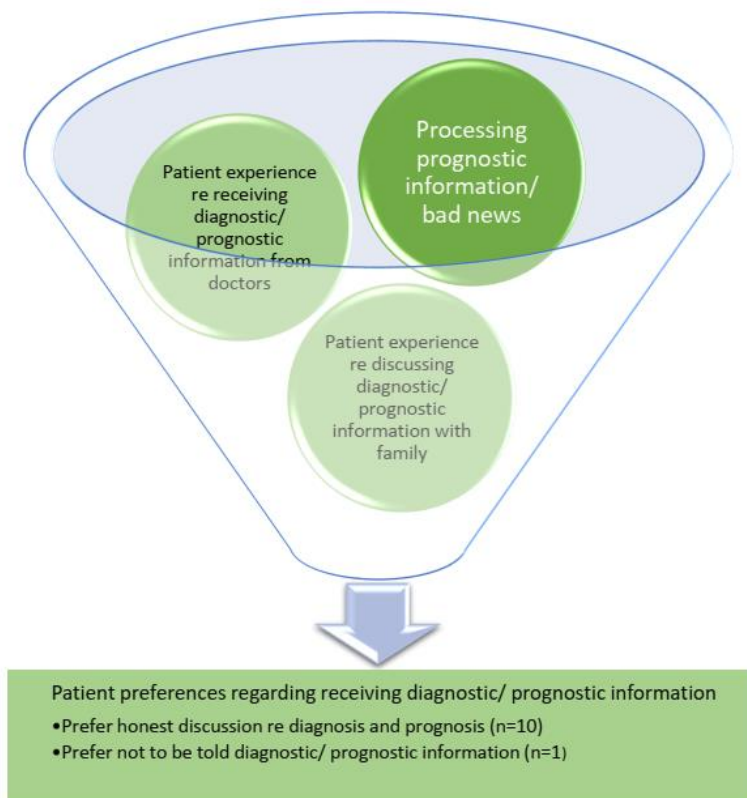 Processing
prognostic
information/
bad news
Patient experience
re receiving
diagnostic/
prognostic
information from
doctors
Patient experience
re discussing
diagnostic/
prognostic
information with
family
Patient preferences regarding receiving diagnostic/ prognostic information
•Prefer honest discussion re diagnosis and prognosis (n=10)
•Prefer not to be told diagnostic/ prognostic information (n=1)